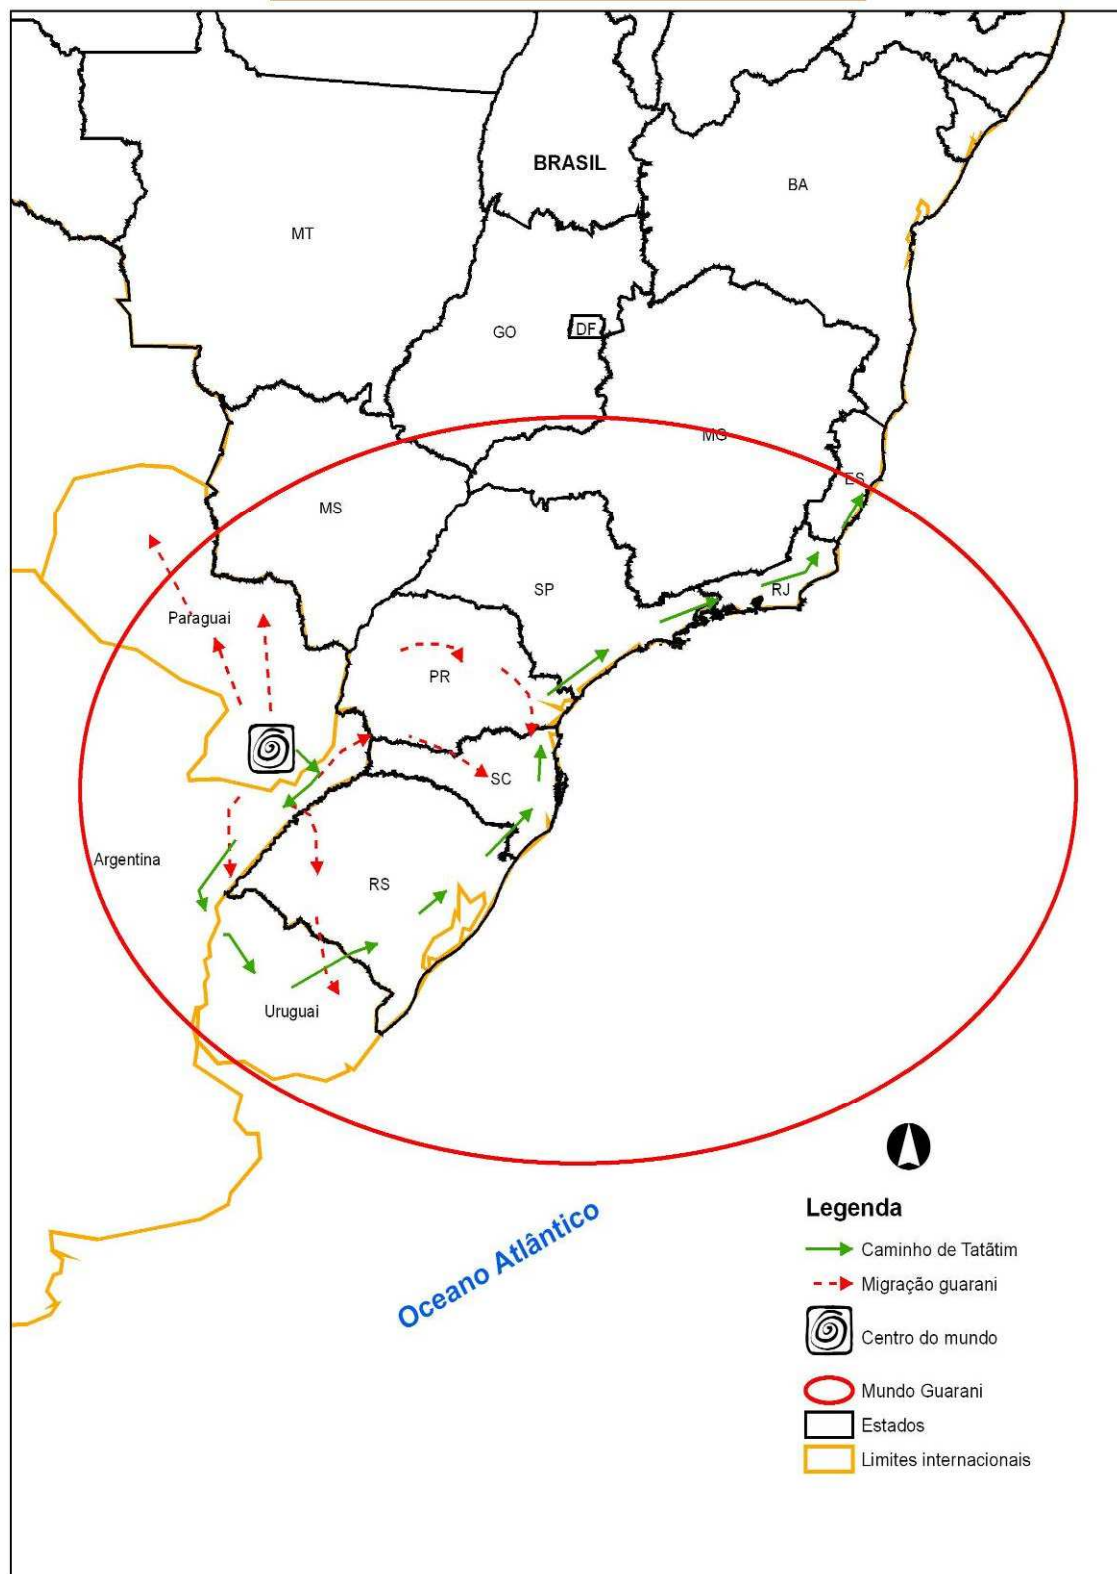 BRASIL
BA
MT
GO
DF
MG
ES
MS
SP
RJ
Paraguai
PR
SC
Argentina
RS
Uruguai
Oceano Atlântico
Legenda
Caminho de Tatãtim
Migração guarani
Centro do mundo
Mundo Guarani
Estados
Limites internacionais